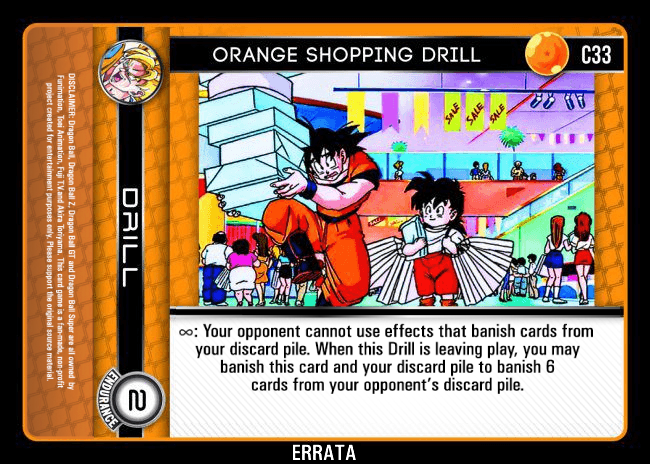 ORANGE SHOPPING DRILL
C33
DISCLAIMER: Dragon Ball, Dragon Ball Z, Dragon Ball GT and Dragon Ball Super are all owned by
Funimation, Toei Animation, Fuji T.V.and Akira Toriyama. This card game is a fan-made, non-profit
project created for entertainment purposes only. Please support the original source material.
DRILL
SALE SALE SALE
∞: Your opponent cannot use effects that banish cards from
your discard pile. When this Drill is leaving play, you may
banish this card and your discard pile to banish 6
cards from your opponent's discard pile.
2
ENDURANCE
ERRATA